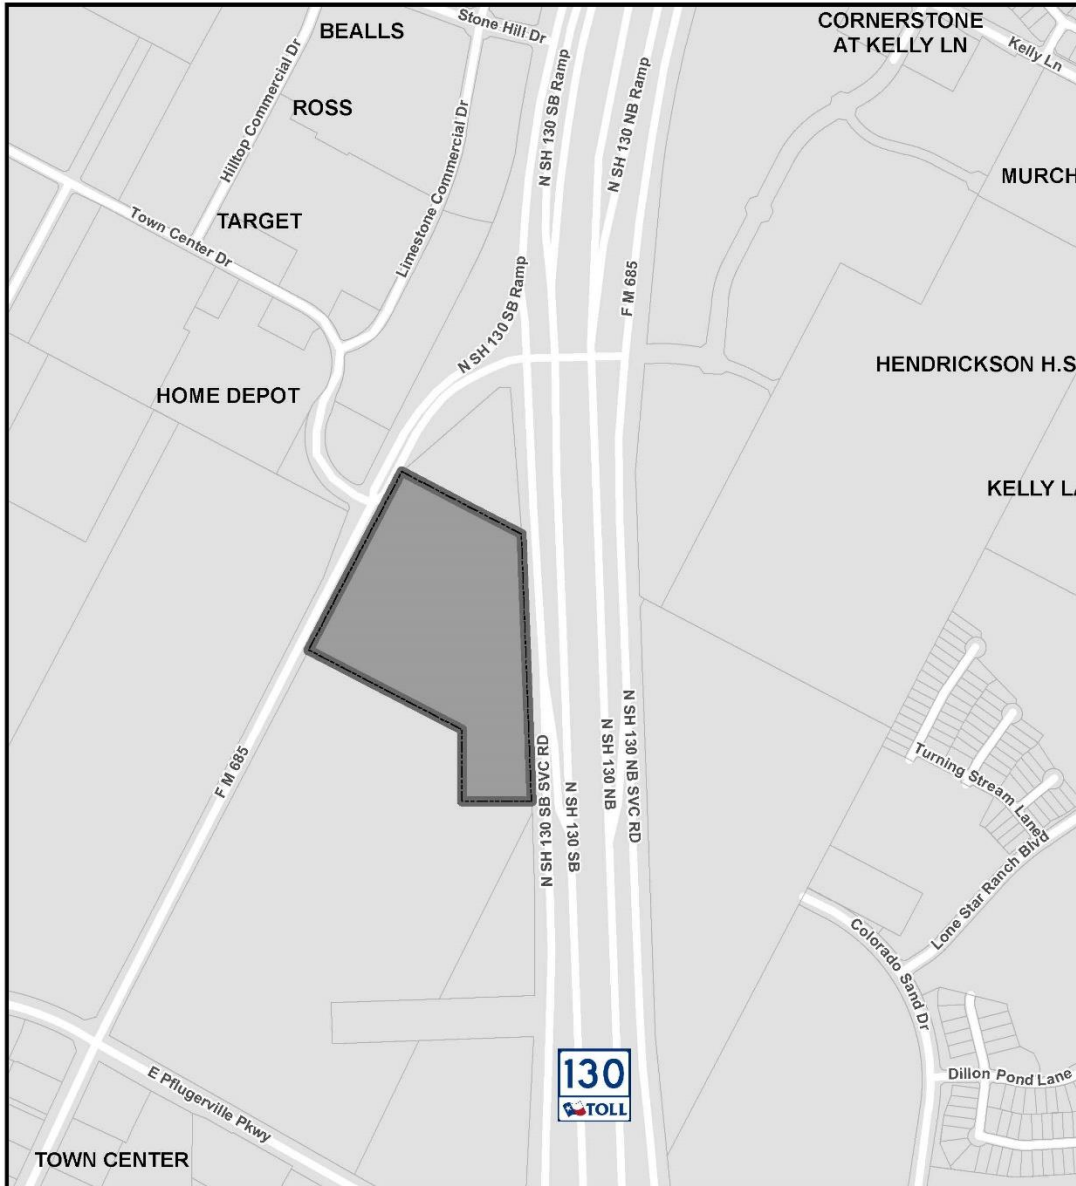 BEALLS
Stone Hill Dr
CORNERSTONE
AT KELLY LN
Kelly Ln
ROSS
Hilltop Commercial Dr
Limestone Commercial Dr
N SH 130 SB Ramp
N SH 130 NB Ramp
MURCH
TARGET
Town Center Dr
N SH 130 SB Ramp
F M 685
HENDRICKSON H.S
HOME DEPOT
KELLY LA
F M 685
N SH 130 SB SVC RD
N SH 130 SB
N SH 130 NB
N SH 130 NB SVC RD
Turning Stream Laned
Lone Star Ranch Blvd
Colorado Sand Dr
130
TOLL
Dillon Pond Lane
E Pflugerville Pkwy
TOWN CENTER